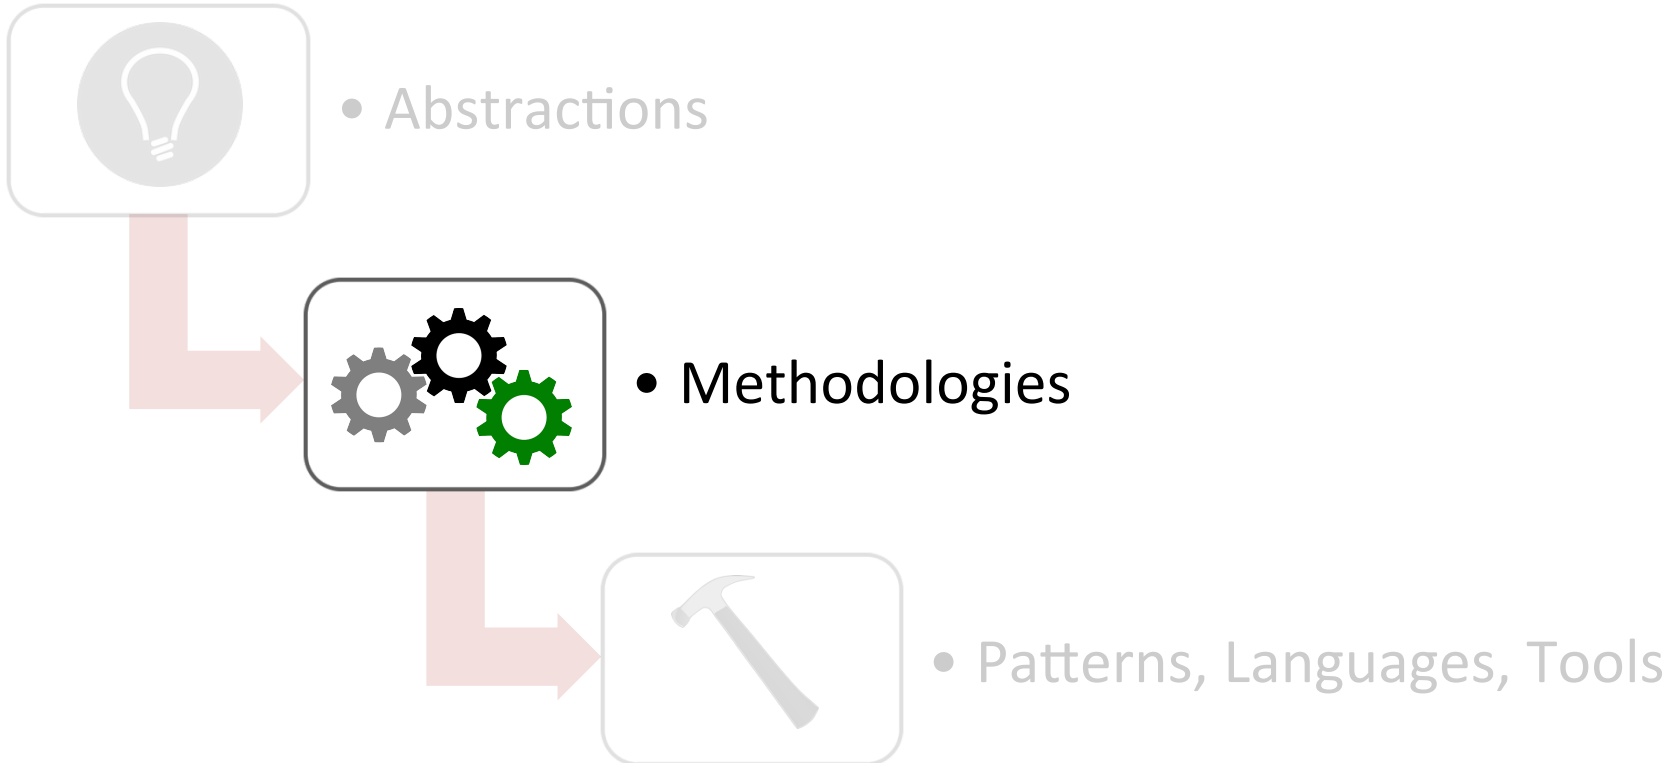 • Abstractions
• Methodologies
• Patterns, Languages, Tools